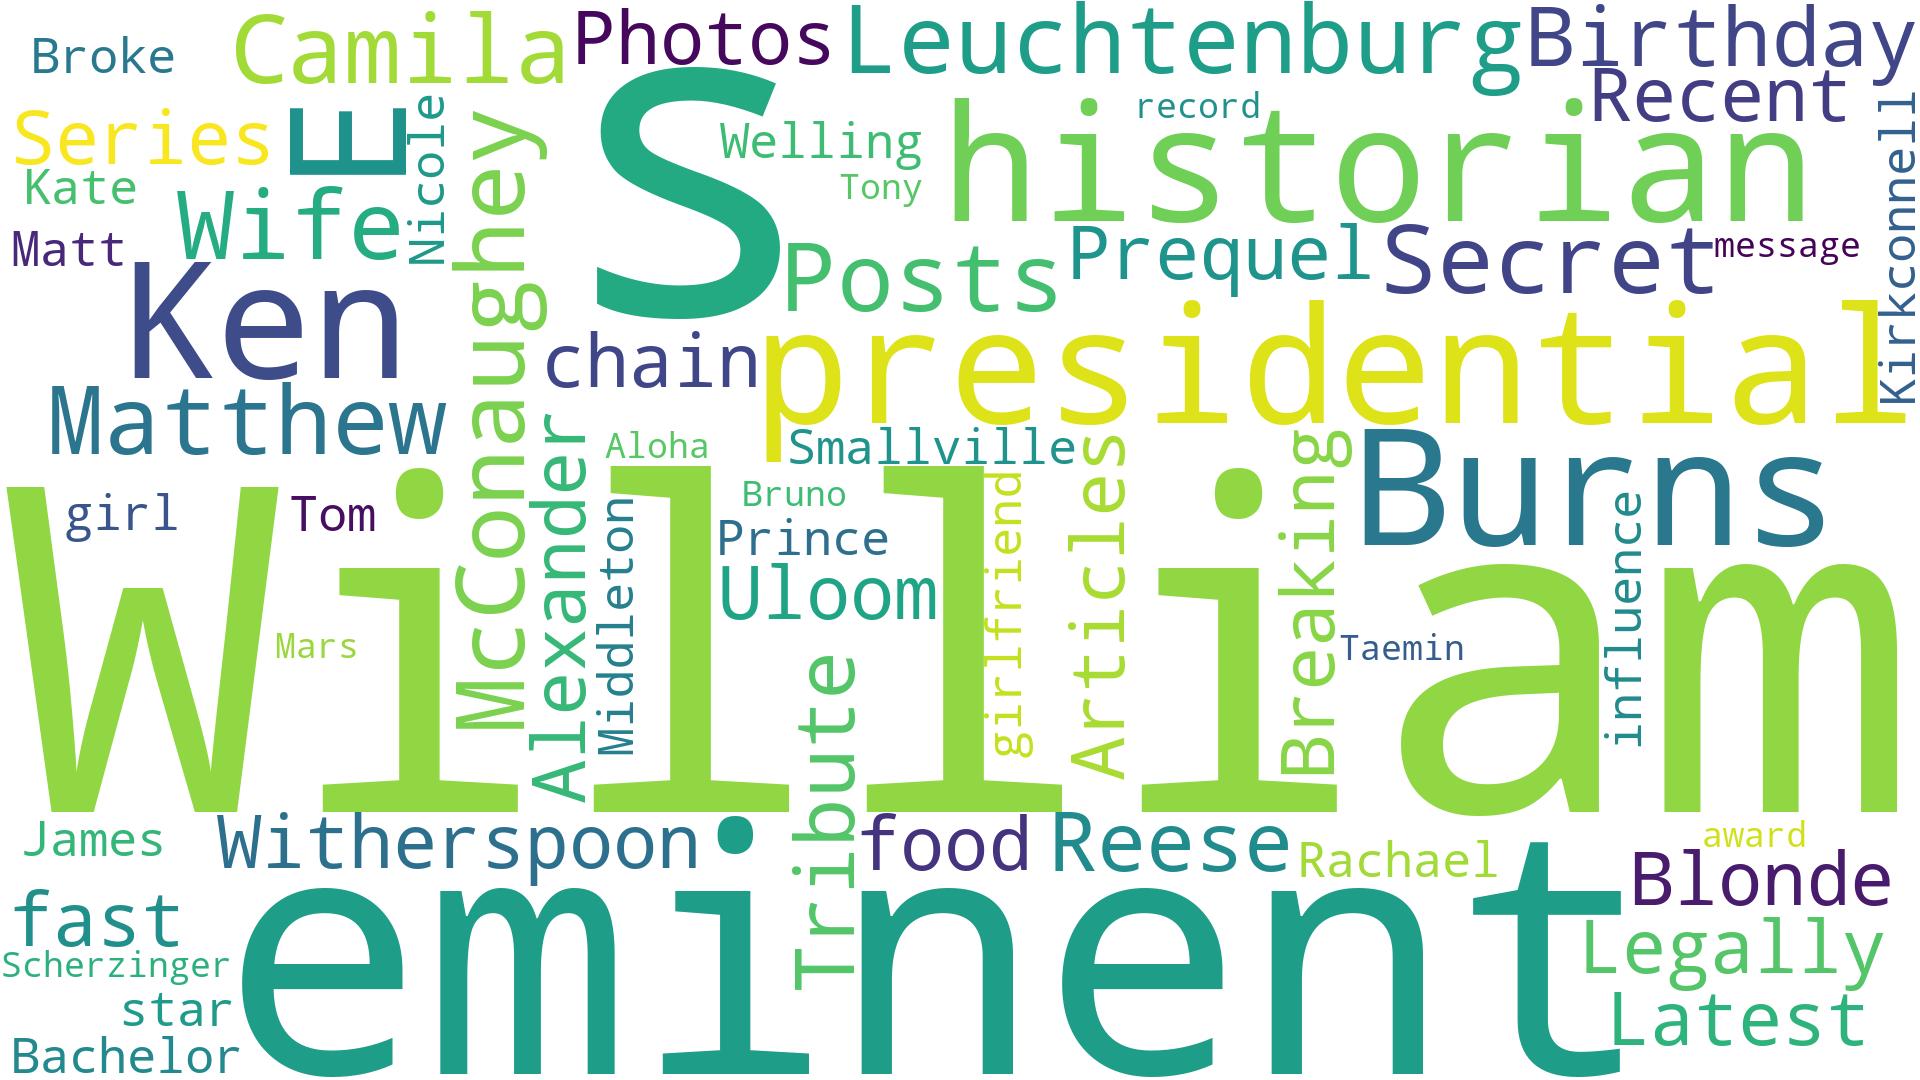 Broke
Camila
Photos
Leuchtenburg
Birthday
Series
E
Nicole
McConaughey
S
Welling
record
historian
Recent
Kirkconnell
Kate
Wife
Tony
Matt
Ken
Posts
Prequel
Secret
message
chain
presidential
Matthew
Alexander
Aloha
Smallville
Articles
Breaking
Burns
girl
Tom
Middleton
Bruno
Prince
girlfriend
influence
William
Uloom
Mars
Taemin
Tribute
James
Witherspoon
food
Reese
Rachael
award
Blonde
fast
eminent
Legally
Scherzinger
star
Latest
Bachelor